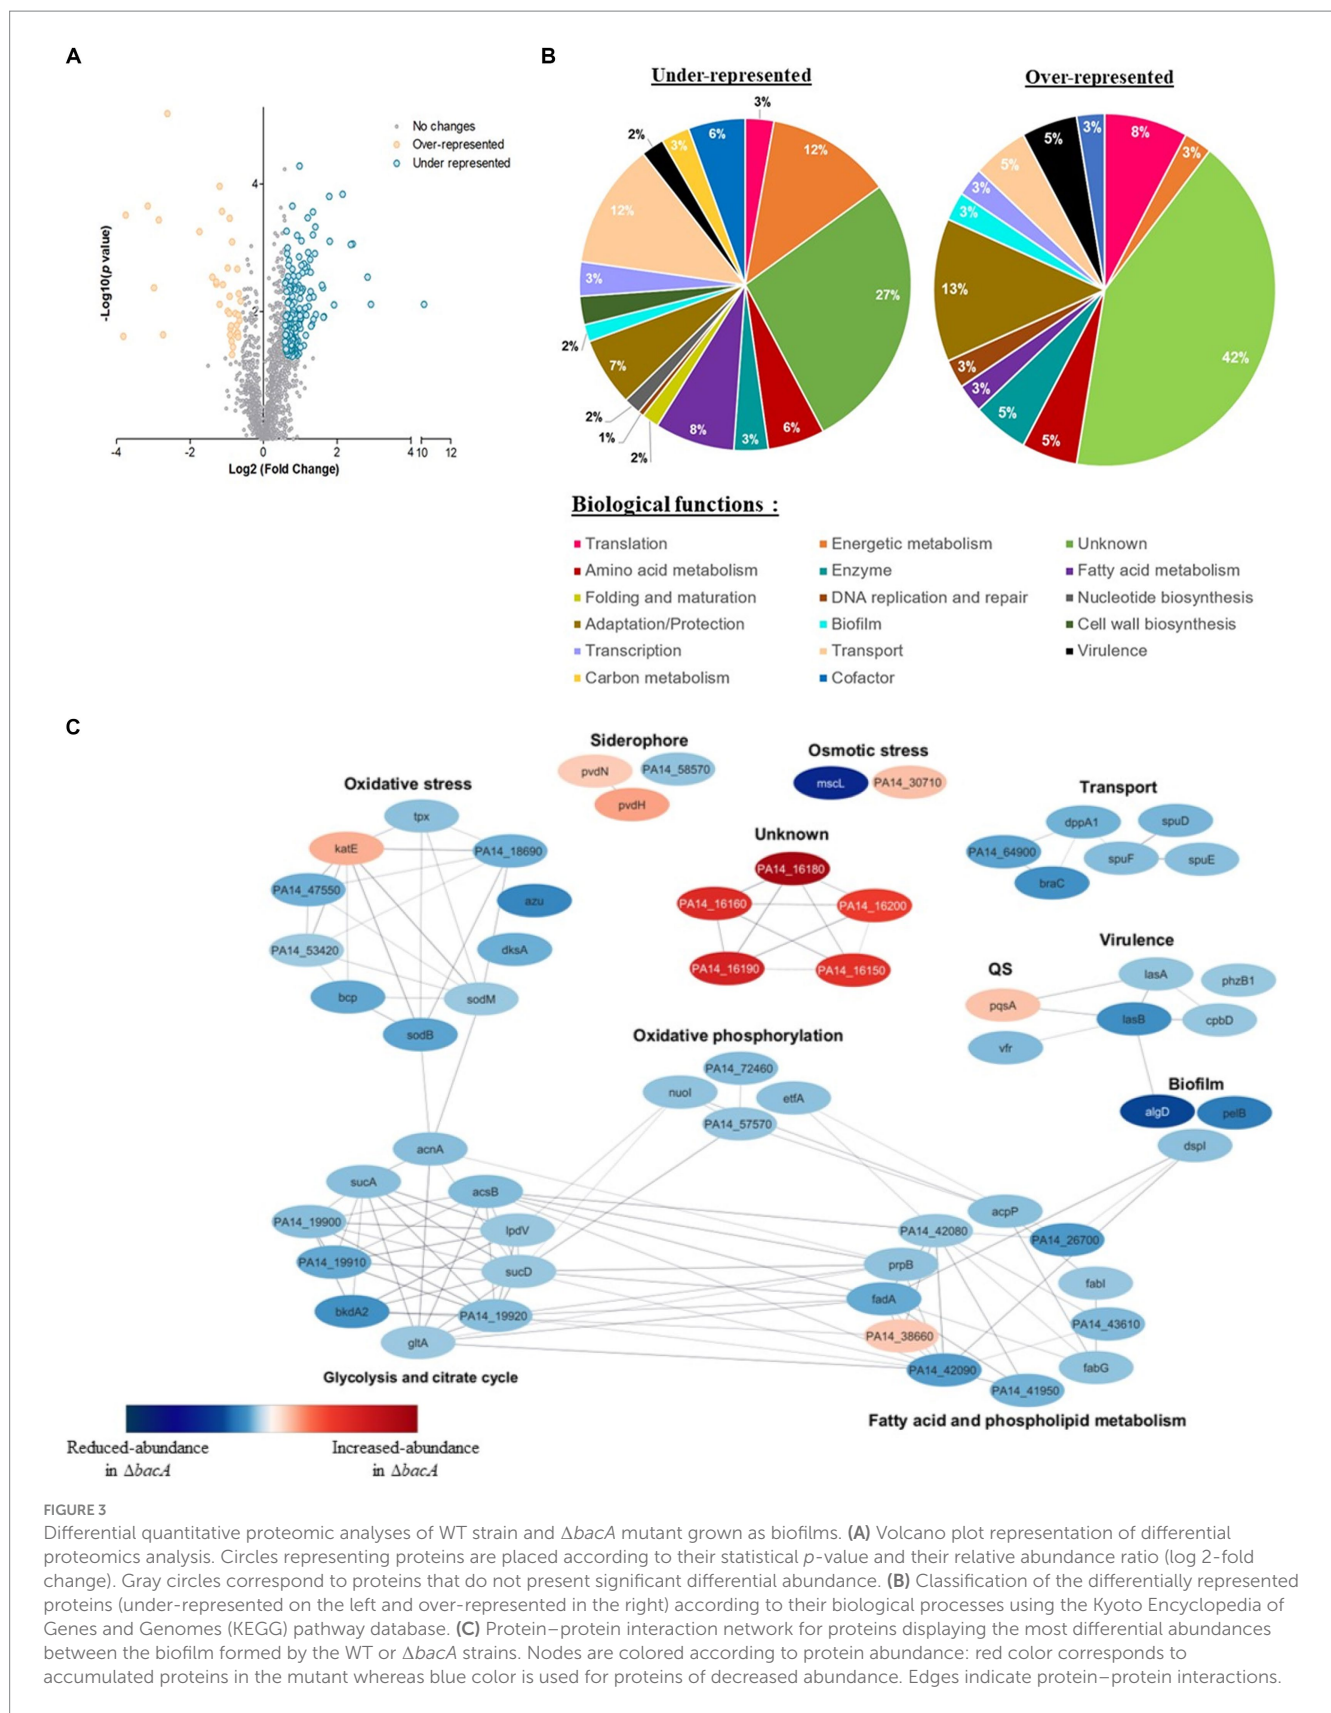 A
No changes
Over-represented
Under represented
4
2
0
-Log10(p value)
-4
-2
0
2
4
10
12
Log2 (Fold Change)
B
Under-represented
3%
12%
27%
6%
3%
8%
2%
1%
2%
7%
2%
3%
12%
2%
3%
6%
Over-represented
8%
3%
42%
5%
5%
3%
3%
13%
3%
3%
5%
5%
3%
Biological functions :
Translation
Energetic metabolism
Unknown
Amino acid metabolism
Enzyme
Fatty acid metabolism
Folding and maturation
DNA replication and repair
Nucleotide biosynthesis
Adaptation/Protection
Biofilm
Cell wall biosynthesis
Transcription
Transport
Virulence
Carbon metabolism
Cofactor
C
Oxidative stress
tpx
katE
PA14_18690
PA14_47550
azu
PA14_53420
dksA
bcp
sodM
sodB
Siderophore
pvdN
PA14_58570
pvdH
Osmotic stress
mscL
PA14_30710
Unknown
PA14_16180
PA14_16160
PA14_16200
PA14_16190
PA14_16150
Transport
dppA1
spuD
PA14_64900
spuF
spuE
braC
Virulence
lasA
phzB1
lasB
cpbD
QS
pqsA
vfr
Biofilm
algD
pelB
dspI
Oxidative phosphorylation
PA14_72460
nuoI
etfA
PA14_57570
acnA
sucA
acsB
PA14_19900
lpdV
PA14_19910
sucD
bkdA2
PA14_19920
gltA
Glycolysis and citrate cycle
acpP
PA14_42080
PA14_26700
prpB
fabI
fadA
PA14_43610
PA14_38660
fabG
PA14_42090
PA14_41950
Fatty acid and phospholipid metabolism
Reduced-abundance
in ΔbacA
Increased-abundance
in ΔbacA
FIGURE 3
Differential quantitative proteomic analyses of WT strain and ΔbacA mutant grown as biofilms. (A) Volcano plot representation of differential
proteomics analysis. Circles representing proteins are placed according to their statistical p-value and their relative abundance ratio (log 2-fold
change). Gray circles correspond to proteins that do not present significant differential abundance. (B) Classification of the differentially represented
proteins (under-represented on the left and over-represented in the right) according to their biological processes using the Kyoto Encyclopedia of
Genes and Genomes (KEGG) pathway database. (C) Protein–protein interaction network for proteins displaying the most differential abundances
between the biofilm formed by the WT or ΔbacA strains. Nodes are colored according to protein abundance: red color corresponds to
accumulated proteins in the mutant whereas blue color is used for proteins of decreased abundance. Edges indicate protein–protein interactions.